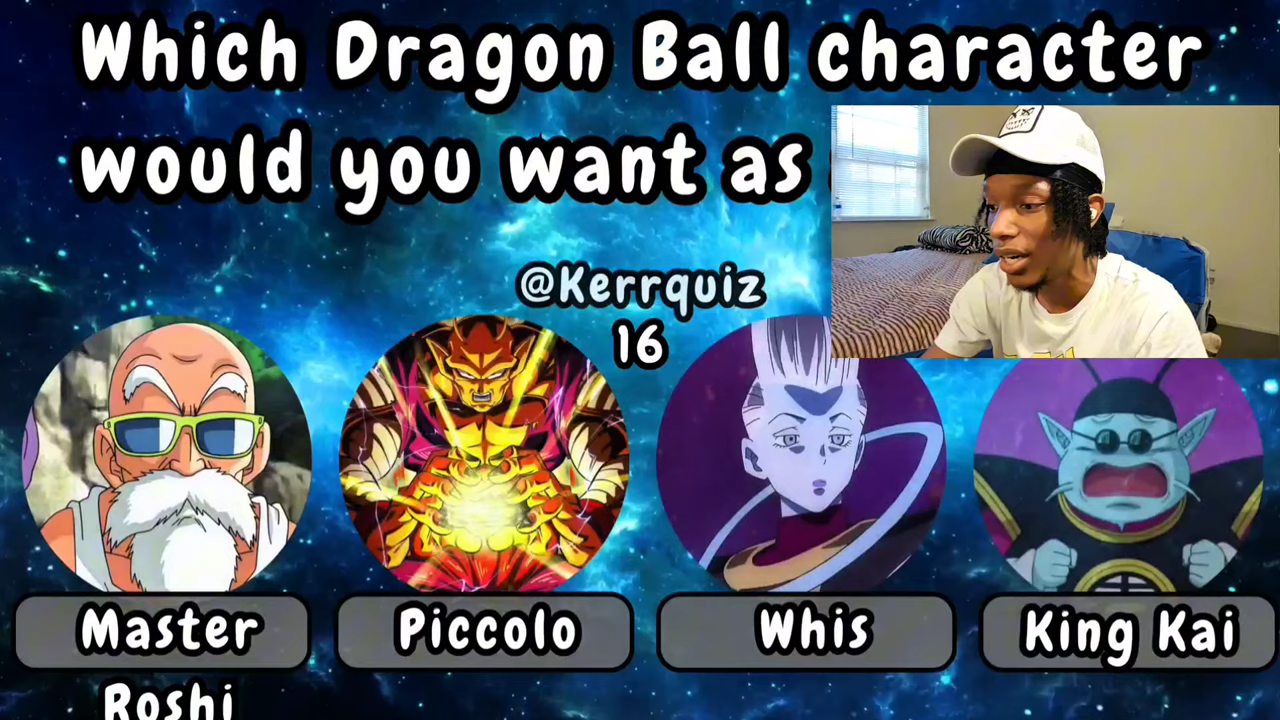 Which Dragon Ball character
would you want as
@Kerrquiz
16
Master
Roshi
Piccolo
Whis
King Kai